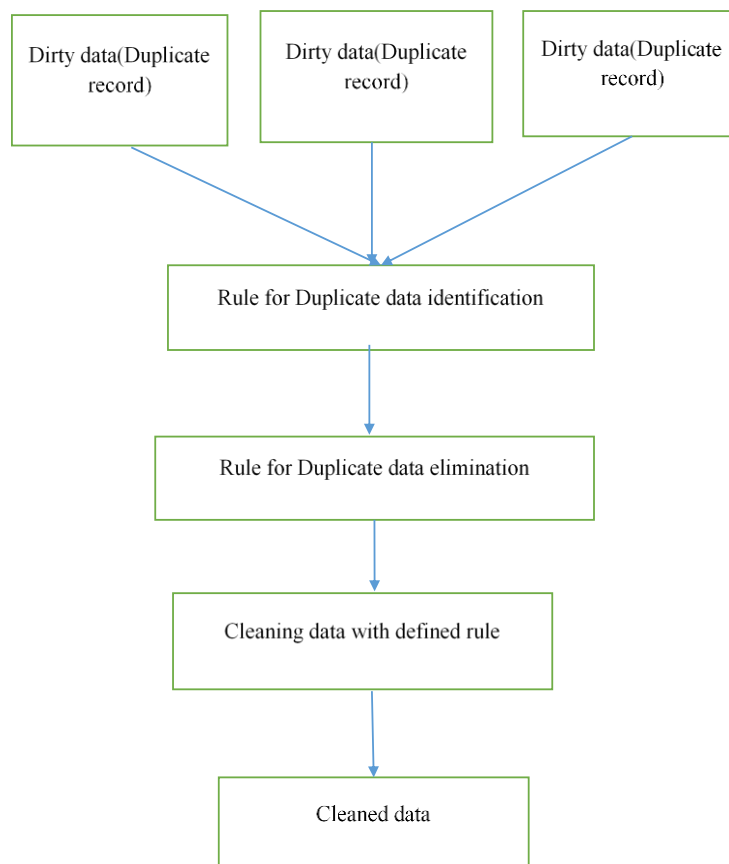 Dirty data(Duplicate
record)
Dirty data(Duplicate
record)
Dirty data(Duplicate
record)
Rule for Duplicate data identification
Rule for Duplicate data elimination
Cleaning data with defined rule
Cleaned data